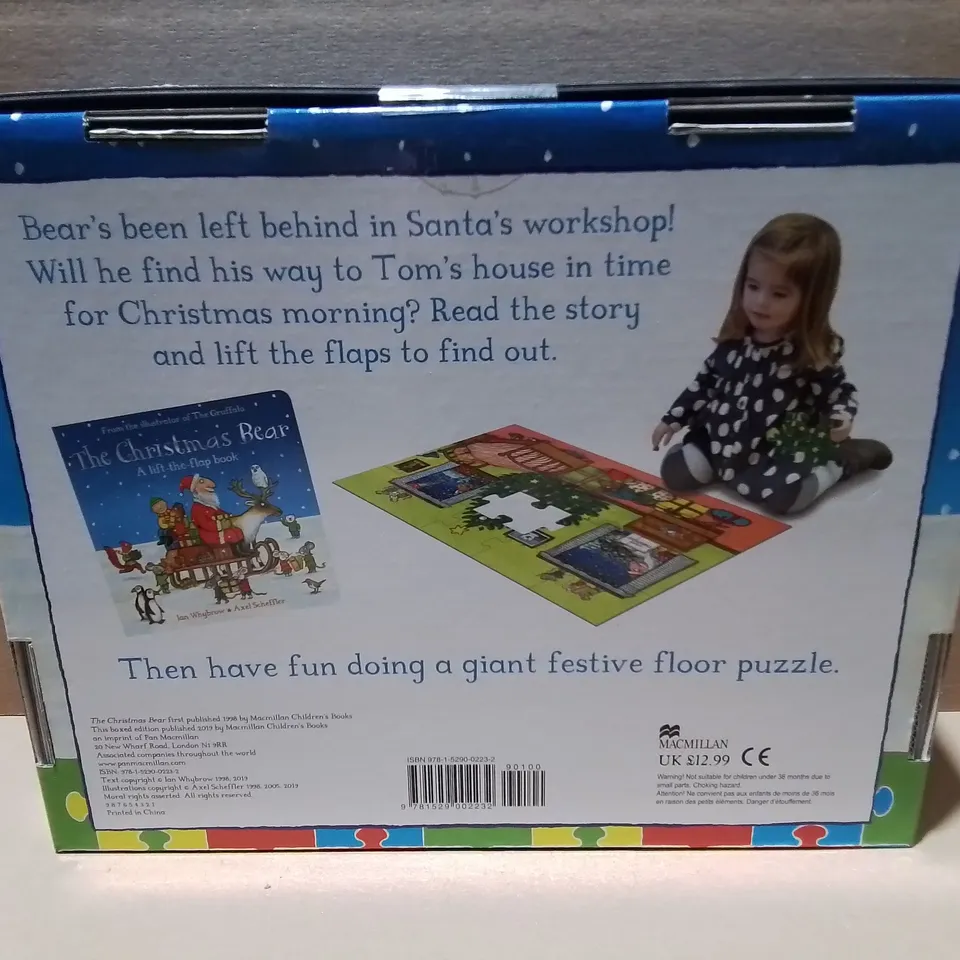 Bear's been left behind in Santa's workshop!
Will he find his way to Tom's house in time
for Christmas morning? Read the story
and lift the flaps to find out.
From the illustrator of The Gruffalo
The Christmas Bear
A lift-the-flap book
Ian Whybrow • Axel Scheffler
Then have fun doing a giant festive floor puzzle.
The Christmas Bear first published 1998 by Macmillan Children's Books
This boxed edition published 2019 by Macmillan Children's Books
an imprint of Pan Macmillan
20 New Wharf Road, London N1 9RR
Associated companies throughout the world
www.panmacmillan.com
ISBN: 978-1-5290-0223-2
Text copyright © Ian Whybrow 1998, 2019
Illustrations copyright © Axel Scheffler 1998, 2005, 2019
Moral rights asserted. All rights reserved.
9 8 7 6 5 4 3 2 1
Printed in China
ISBN 978-1-5290-0223-2
90100
9 781529 002232
MACMILLAN
UK £12.99 CE
Warning! Not suitable for children under 36 months due to
small parts. Choking hazard.
Attention! Ne convient pas aux enfants de moins de 36 mois
en raison des petits éléments. Danger d'étouffement.